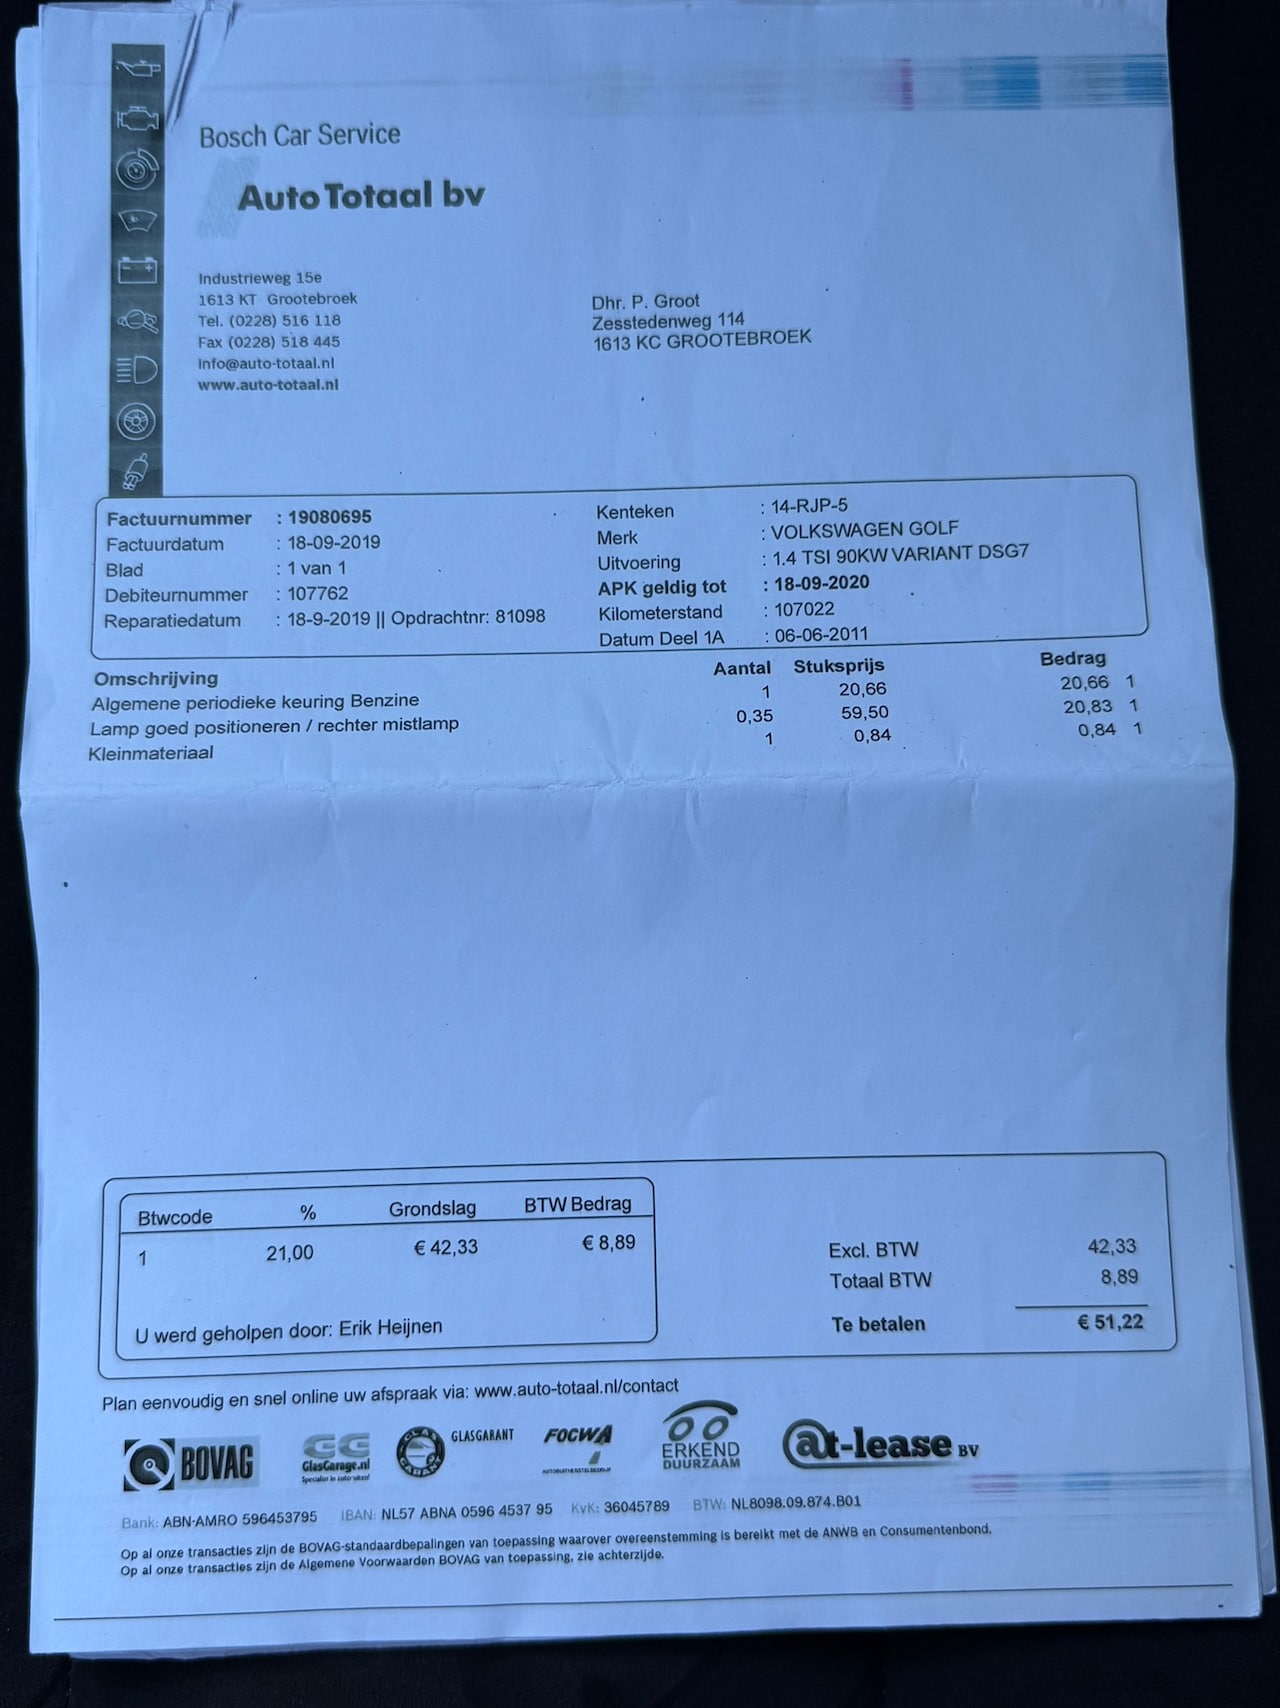 Bosch Car Service
Auto Totaal bv
Industrieweg 15e
1613 KT Grootebroek
Tel. (0228) 516 118
Fax (0228) 518 445
info@auto-totaal.nl
www.auto-totaal.nl
Dhr. P. Groot
Zesstedenweg 114
1613 KC GROOTEBROEK
Factuurnummer : 19080695
Factuurdatum : 18-09-2019
Blad : 1 van 1
Debiteurnummer : 107762
Reparatiedatum : 18-9-2019 || Opdrachtnr: 81098
Kenteken : 14-RJP-5
Merk : VOLKSWAGEN GOLF
Uitvoering : 1.4 TSI 90KW VARIANT DSG7
APK geldig tot : 18-09-2020
Kilometerstand : 107022
Datum Deel 1A : 06-06-2011
Omschrijving Aantal Stuksprijs Bedrag
Algemene periodieke keuring Benzine 1 20,66 20,66 1
Lamp goed positioneren / rechter mistlamp 0,35 59,50 20,83 1
Kleinmateriaal 1 0,84 0,84 1
Btwcode % Grondslag BTW Bedrag
1 21,00 € 42,33 € 8,89
U werd geholpen door: Erik Heijnen
Excl. BTW 42,33
Totaal BTW 8,89
Te betalen € 51,22
Plan eenvoudig en snel online uw afspraak via: www.auto-totaal.nl/contact
BOVAG
GG
GlasGarage.nl
Specialist in autoruiten!
GLASGARANT
FOCWA
AUTORUITHERSTELBEDRIJF
ERKEND
DUURZAAM
@t-lease BV
Bank: ABN-AMRO 596453795 IBAN: NL57 ABNA 0596 4537 95 KvK: 36045789 BTW: NL8098.09.874.B01
Op al onze transacties zijn de BOVAG-standaardbepalingen van toepassing waarover overeenstemming is bereikt met de ANWB en Consumentenbond.
Op al onze transacties zijn de Algemene Voorwaarden BOVAG van toepassing, zie achterzijde.